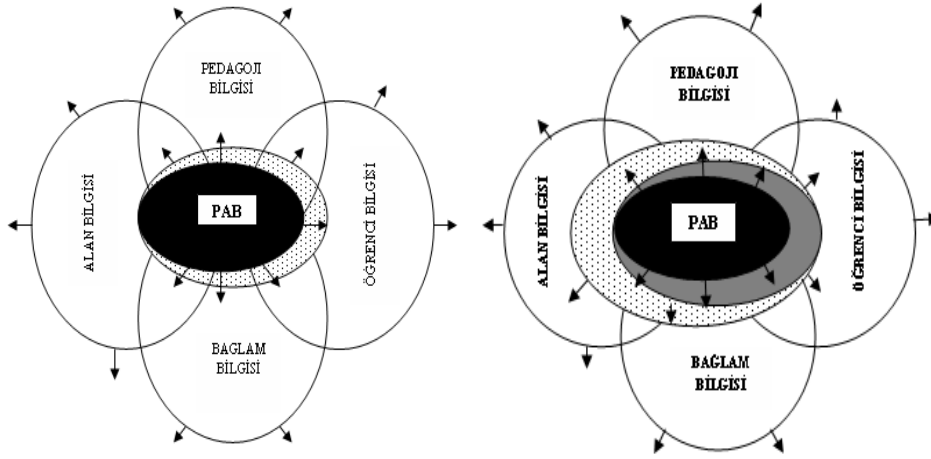 PEDAGOJI
BİLGİSİ
ALAN BİLGİSİ
PAB
ÖĞRENCİ BİLGİSİ
BAĞLAM
BİLGİSİ
PEDAGOJI
BİLGİSİ
ALAN BİLGİSİ
PAB
ÖĞRENCİ BİLGİSİ
BAĞLAM
BİLGİSİ